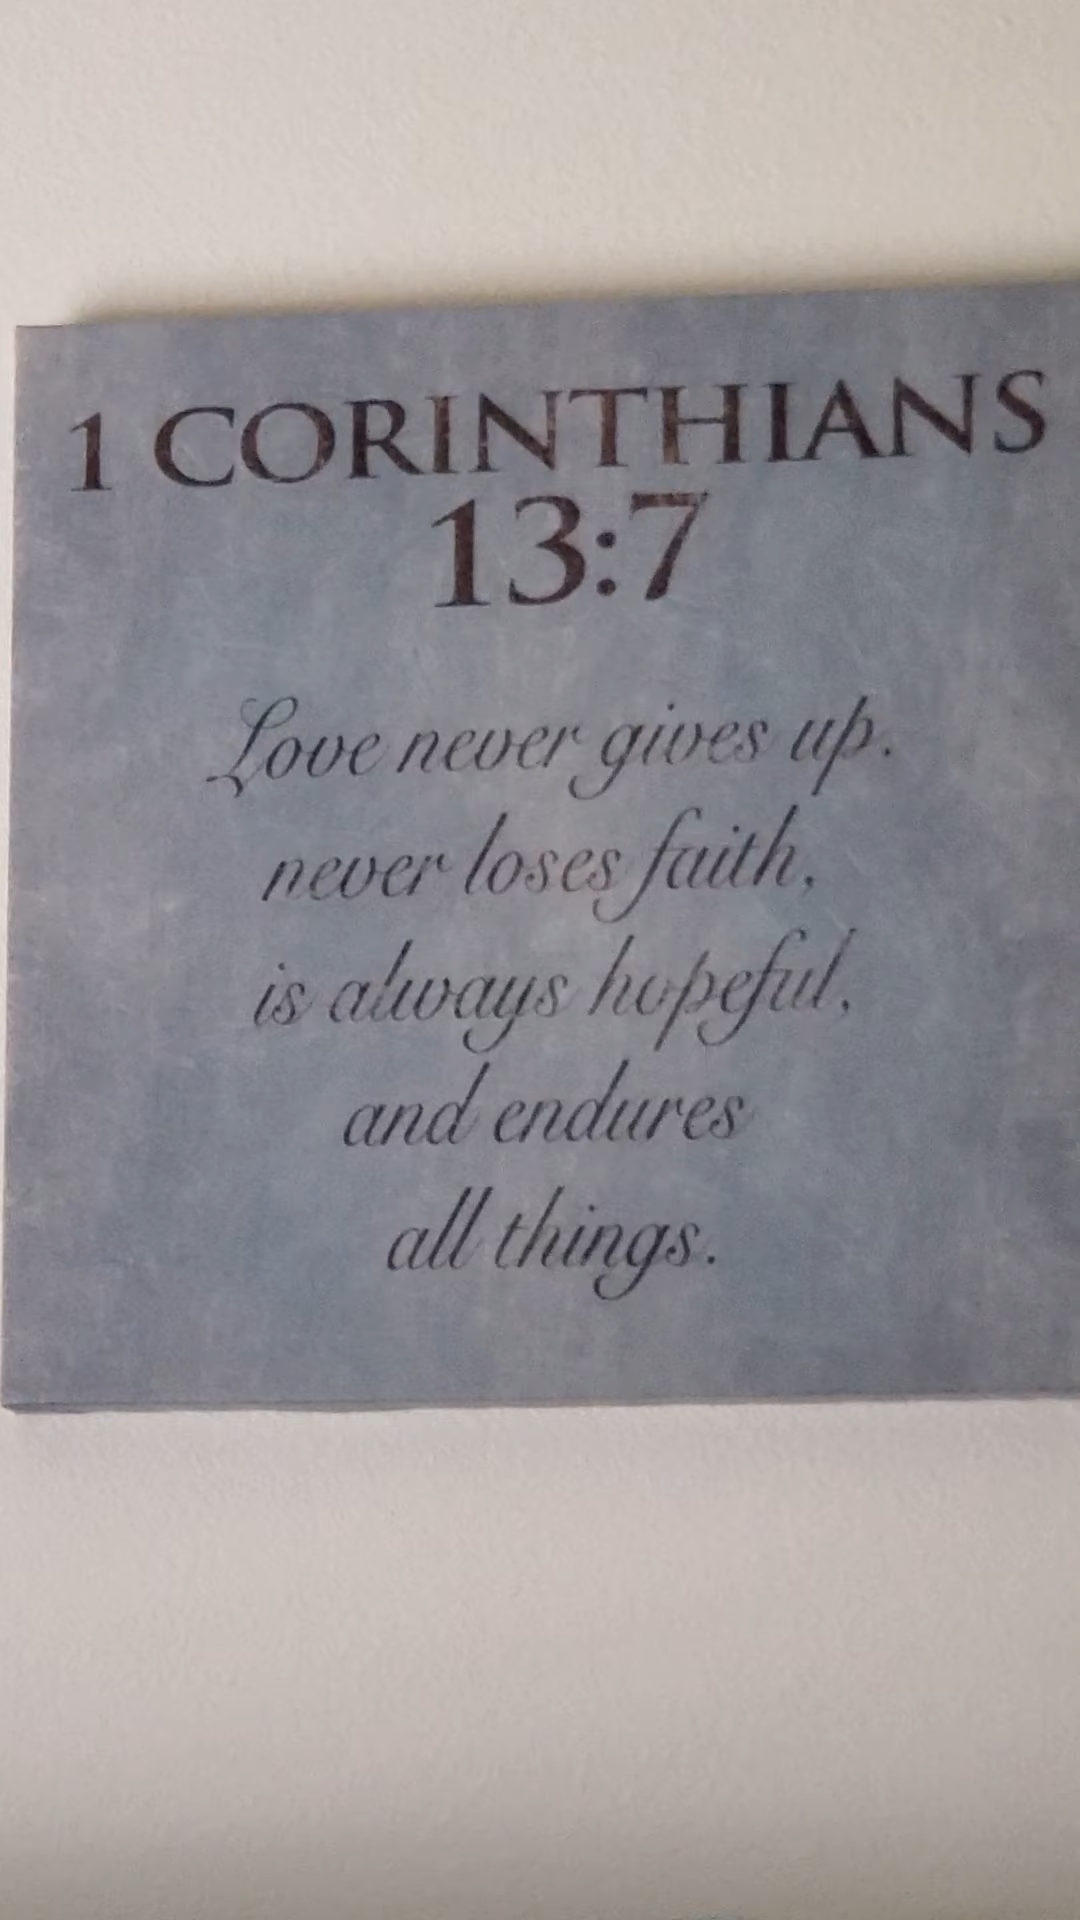 1 CORINTHIANS
13:7
Love never gives up.
never loses faith,
is always hopeful,
and endures
all things.